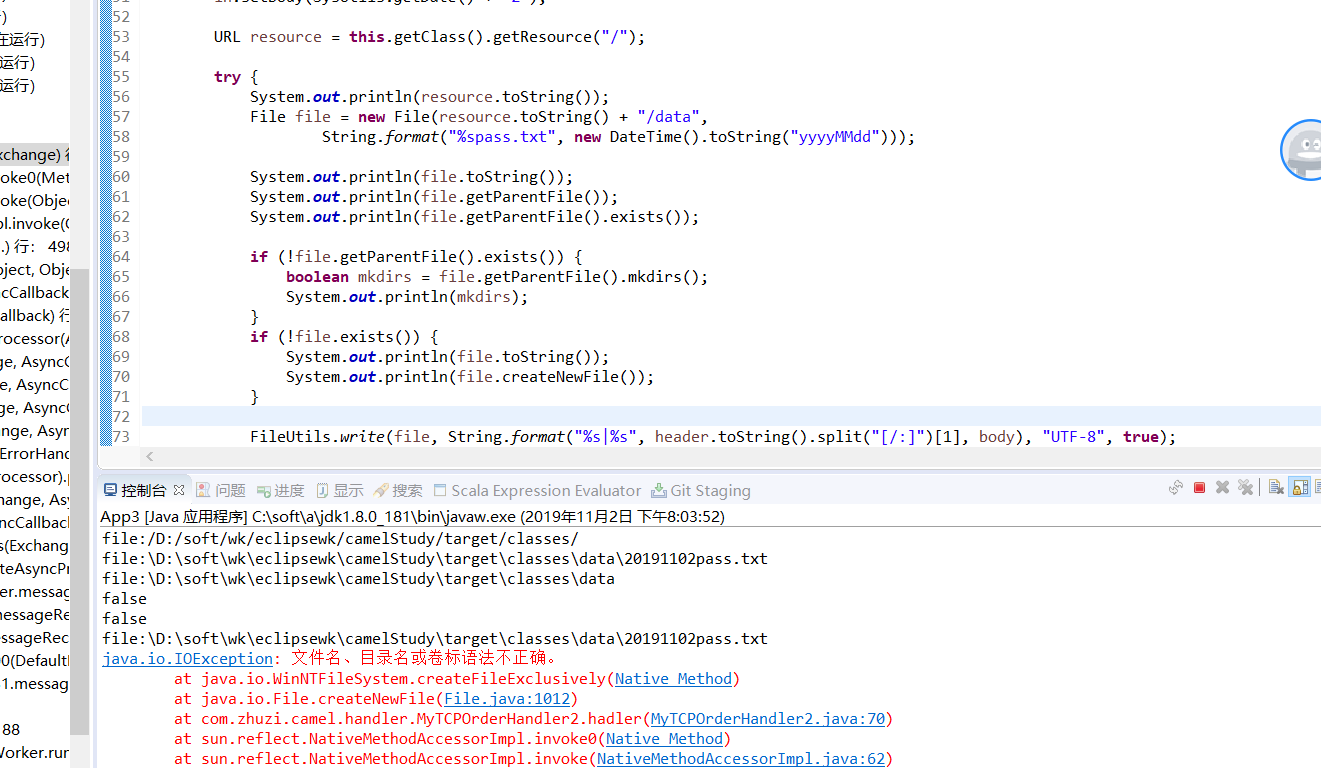 )
在运行)
运行)
运行)
xchange) 行
oke0(Met
oke(Obje
ol.invoke(O
.) 行: 498
oject, Obje
ncCallback
allback) 行
rocessor(A
ge, AsyncC
e, AsyncC
ge, AsyncC
nge, Asyn
ErrorHand
rocessor).p
hange, Asy
ncCallback
s(Exchang
teAsyncPr
er.messag
messageRe
essageRec
00(Default
$1.messag
88
Worker.run
52
53 URL resource = this.getClass().getResource("/");
54
55 try {
56 System.out.println(resource.toString());
57 File file = new File(resource.toString() + "/data",
58 String.format("%spass.txt", new DateTime().toString("yyyyMMdd")));
59
60 System.out.println(file.toString());
61 System.out.println(file.getParentFile());
62 System.out.println(file.getParentFile().exists());
63
64 if (!file.getParentFile().exists()) {
65 boolean mkdirs = file.getParentFile().mkdirs();
66 System.out.println(mkdirs);
67 }
68 if (!file.exists()) {
69 System.out.println(file.toString());
70 System.out.println(file.createNewFile());
71 }
72
73 FileUtils.write(file, String.format("%s|%s", header.toString().split("[/:]")[1], body), "UTF-8", true);
控制台 问题 进度 显示 搜索 Scala Expression Evaluator Git Staging
App3 [Java 应用程序] C:\soft\a\jdk1.8.0_181\bin\javaw.exe (2019年11月2日 下午8:03:52)
file:/D:/soft/wk/eclipsewk/camelStudy/target/classes/
file:\D:\soft\wk\eclipsewk\camelStudy\target\classes\data\20191102pass.txt
file:\D:\soft\wk\eclipsewk\camelStudy\target\classes\data
false
false
file:\D:\soft\wk\eclipsewk\camelStudy\target\classes\data\20191102pass.txt
java.io.IOException: 文件名、目录名或卷标语法不正确。
at java.io.WinNTFileSystem.createFileExclusively(Native Method)
at java.io.File.createNewFile(File.java:1012)
at com.zhuzi.camel.handler.MyTCPOrderHandler2.hadler(MyTCPOrderHandler2.java:70)
at sun.reflect.NativeMethodAccessorImpl.invoke0(Native Method)
at sun.reflect.NativeMethodAccessorImpl.invoke(NativeMethodAccessorImpl.java:62)